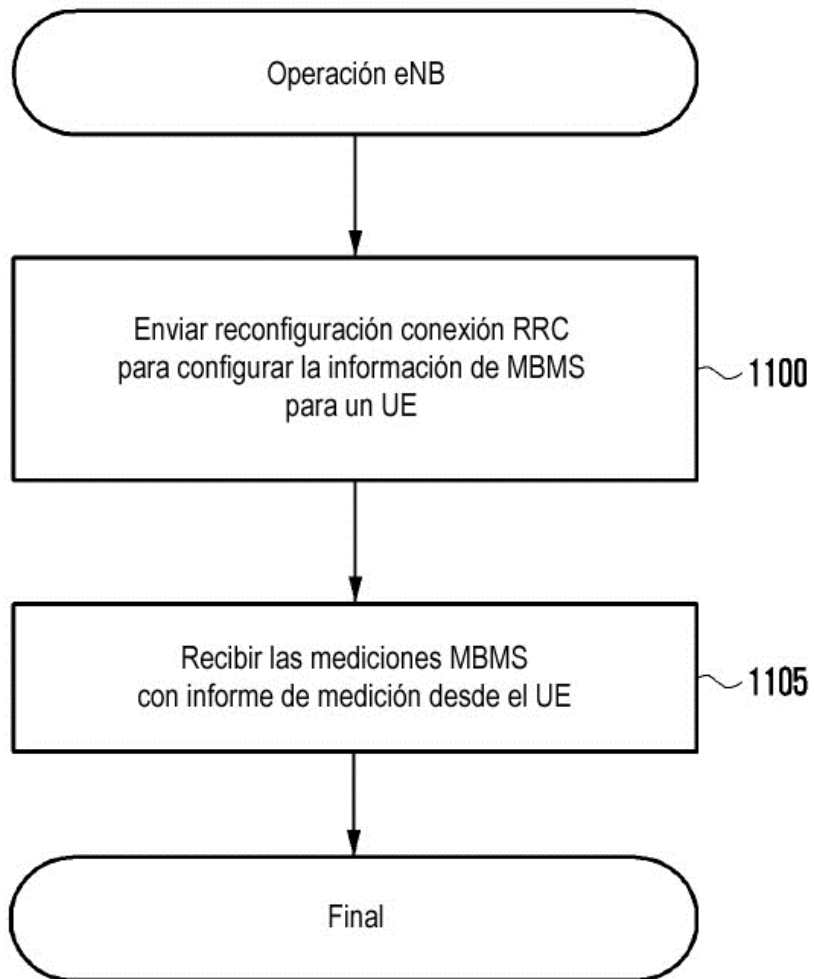 Operación eNB
Enviar reconfiguración conexión RRC
para configurar la información de MBMS
para un UE
1100
Recibir las mediciones MBMS
con informe de medición desde el UE
1105
Final